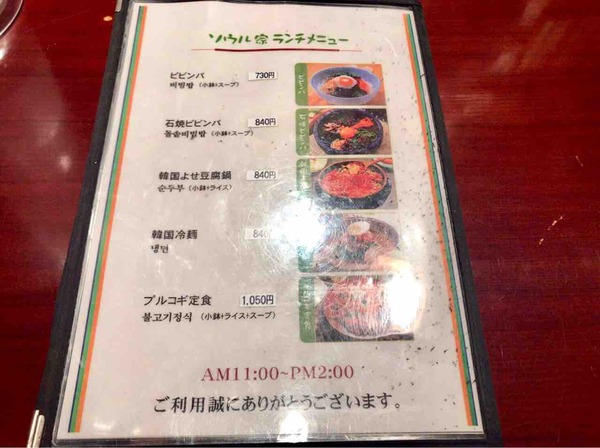 ソウル家 ランチメニュー
ビビンバ 730円
비빔밥 (小鉢+スープ)
石焼ビビンバ 840円
돌솥비빔밥 (小鉢+スープ)
韓国よせ豆腐鍋 840円
순두부 (小鉢+ライス)
韓国冷麺 840
냉면
プルコギ定食 1,050円
불고기정식 (小鉢+ライス+スープ)
AM11:00~PM2:00
ご利用誠にありがとうございます。